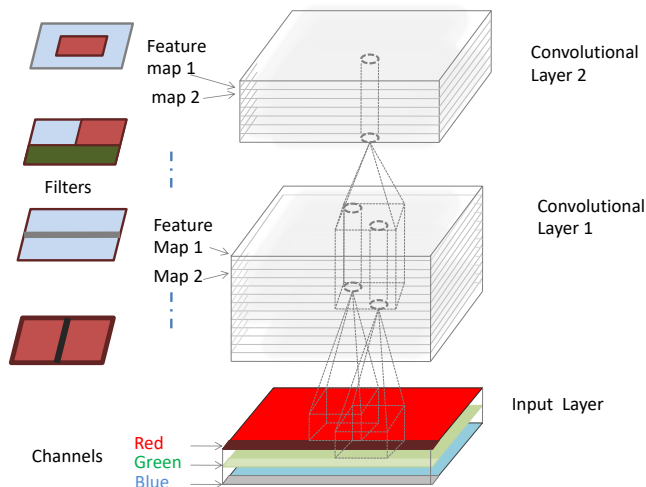 Feature
map 1
map 2
Convolutional
Layer 2
Filters
Feature
Map 1
Map 2
Convolutional
Layer 1
Input Layer
Channels
Red
Green
Blue